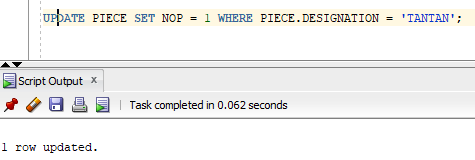 UPDATE PIECE SET NOP = 1 WHERE PIECE.DESIGNATION = 'TANTAN';
Script Output x
Task completed in 0.062 seconds
1 row updated.